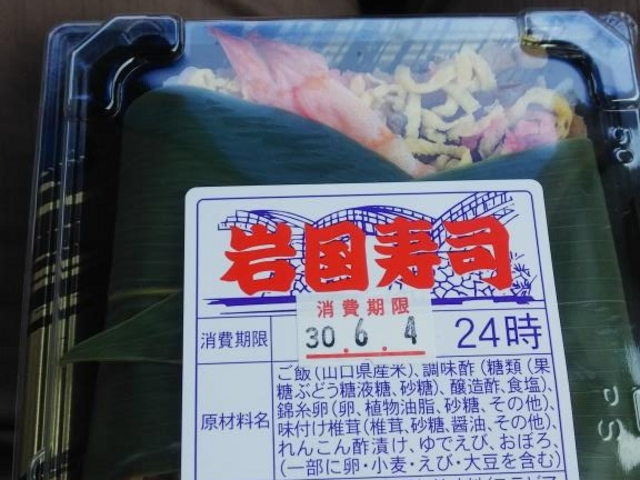 岩国寿司
消費期限
消費期限 30.6.4 24時
原材料名
ご飯(山口県産米)、調味酢(糖類(果
糖ぶどう糖液糖、砂糖)、醸造酢、食塩)、
錦糸卵(卵、植物油脂、砂糖、その他)、
味付け椎茸(椎茸、砂糖、醤油、その他)、
れんこん酢漬け、ゆでえび、おぼろ、
(一部に卵・小麦・えび・大豆を含む)